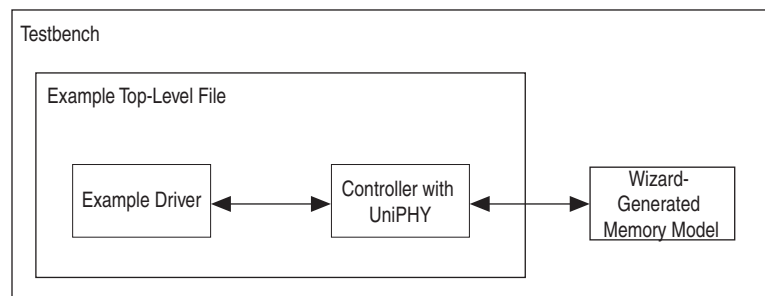 Testbench
Example Top-Level File
Example Driver
Controller with
UniPHY
Wizard-
Generated
Memory Model